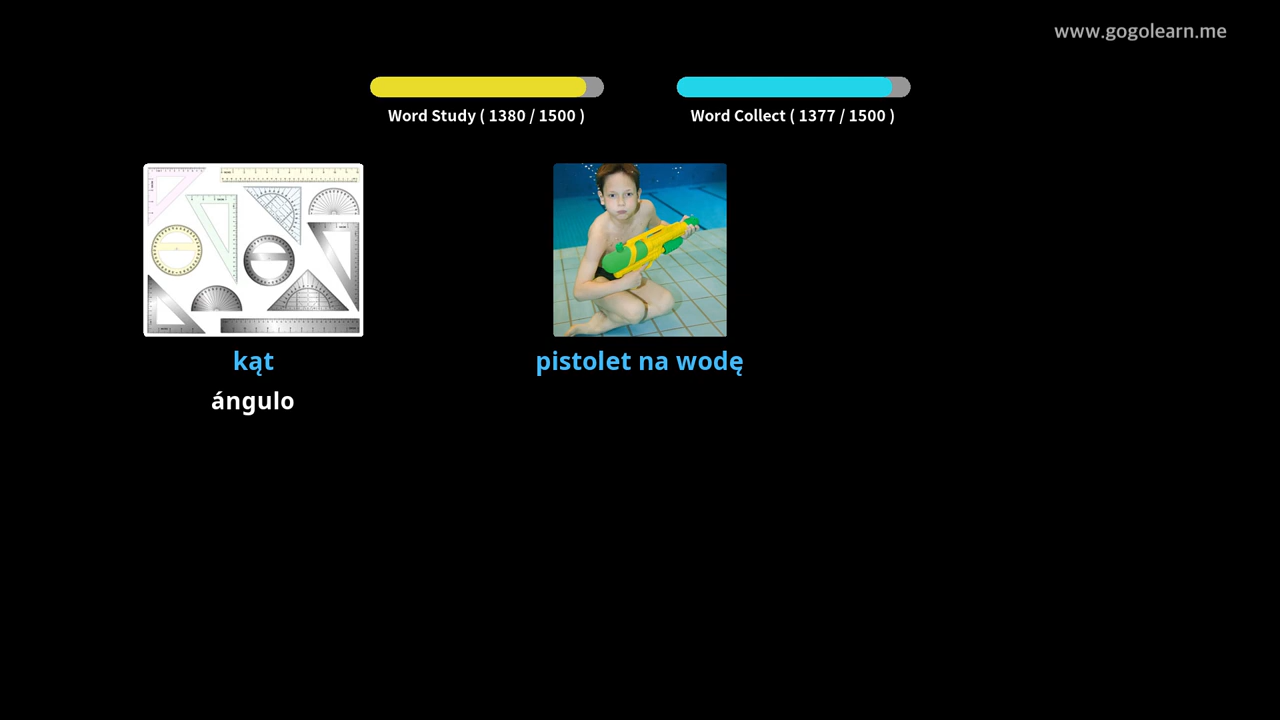 www.gogolearn.me
Word Study ( 1380 / 1500 )
Word Collect ( 1377 / 1500 )
kąt
pistolet na wodę
ángulo